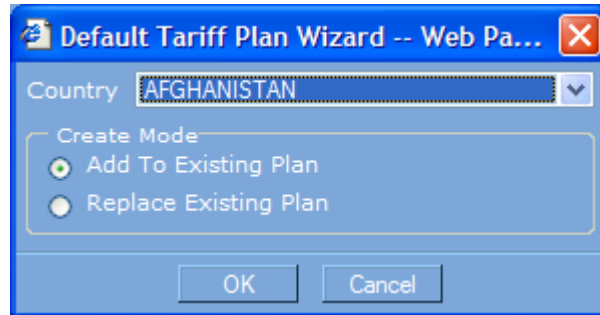 Default Tariff Plan Wizard -- Web Pa...
Country AFGHANISTAN
Create Mode
Add To Existing Plan
Replace Existing Plan
OK Cancel